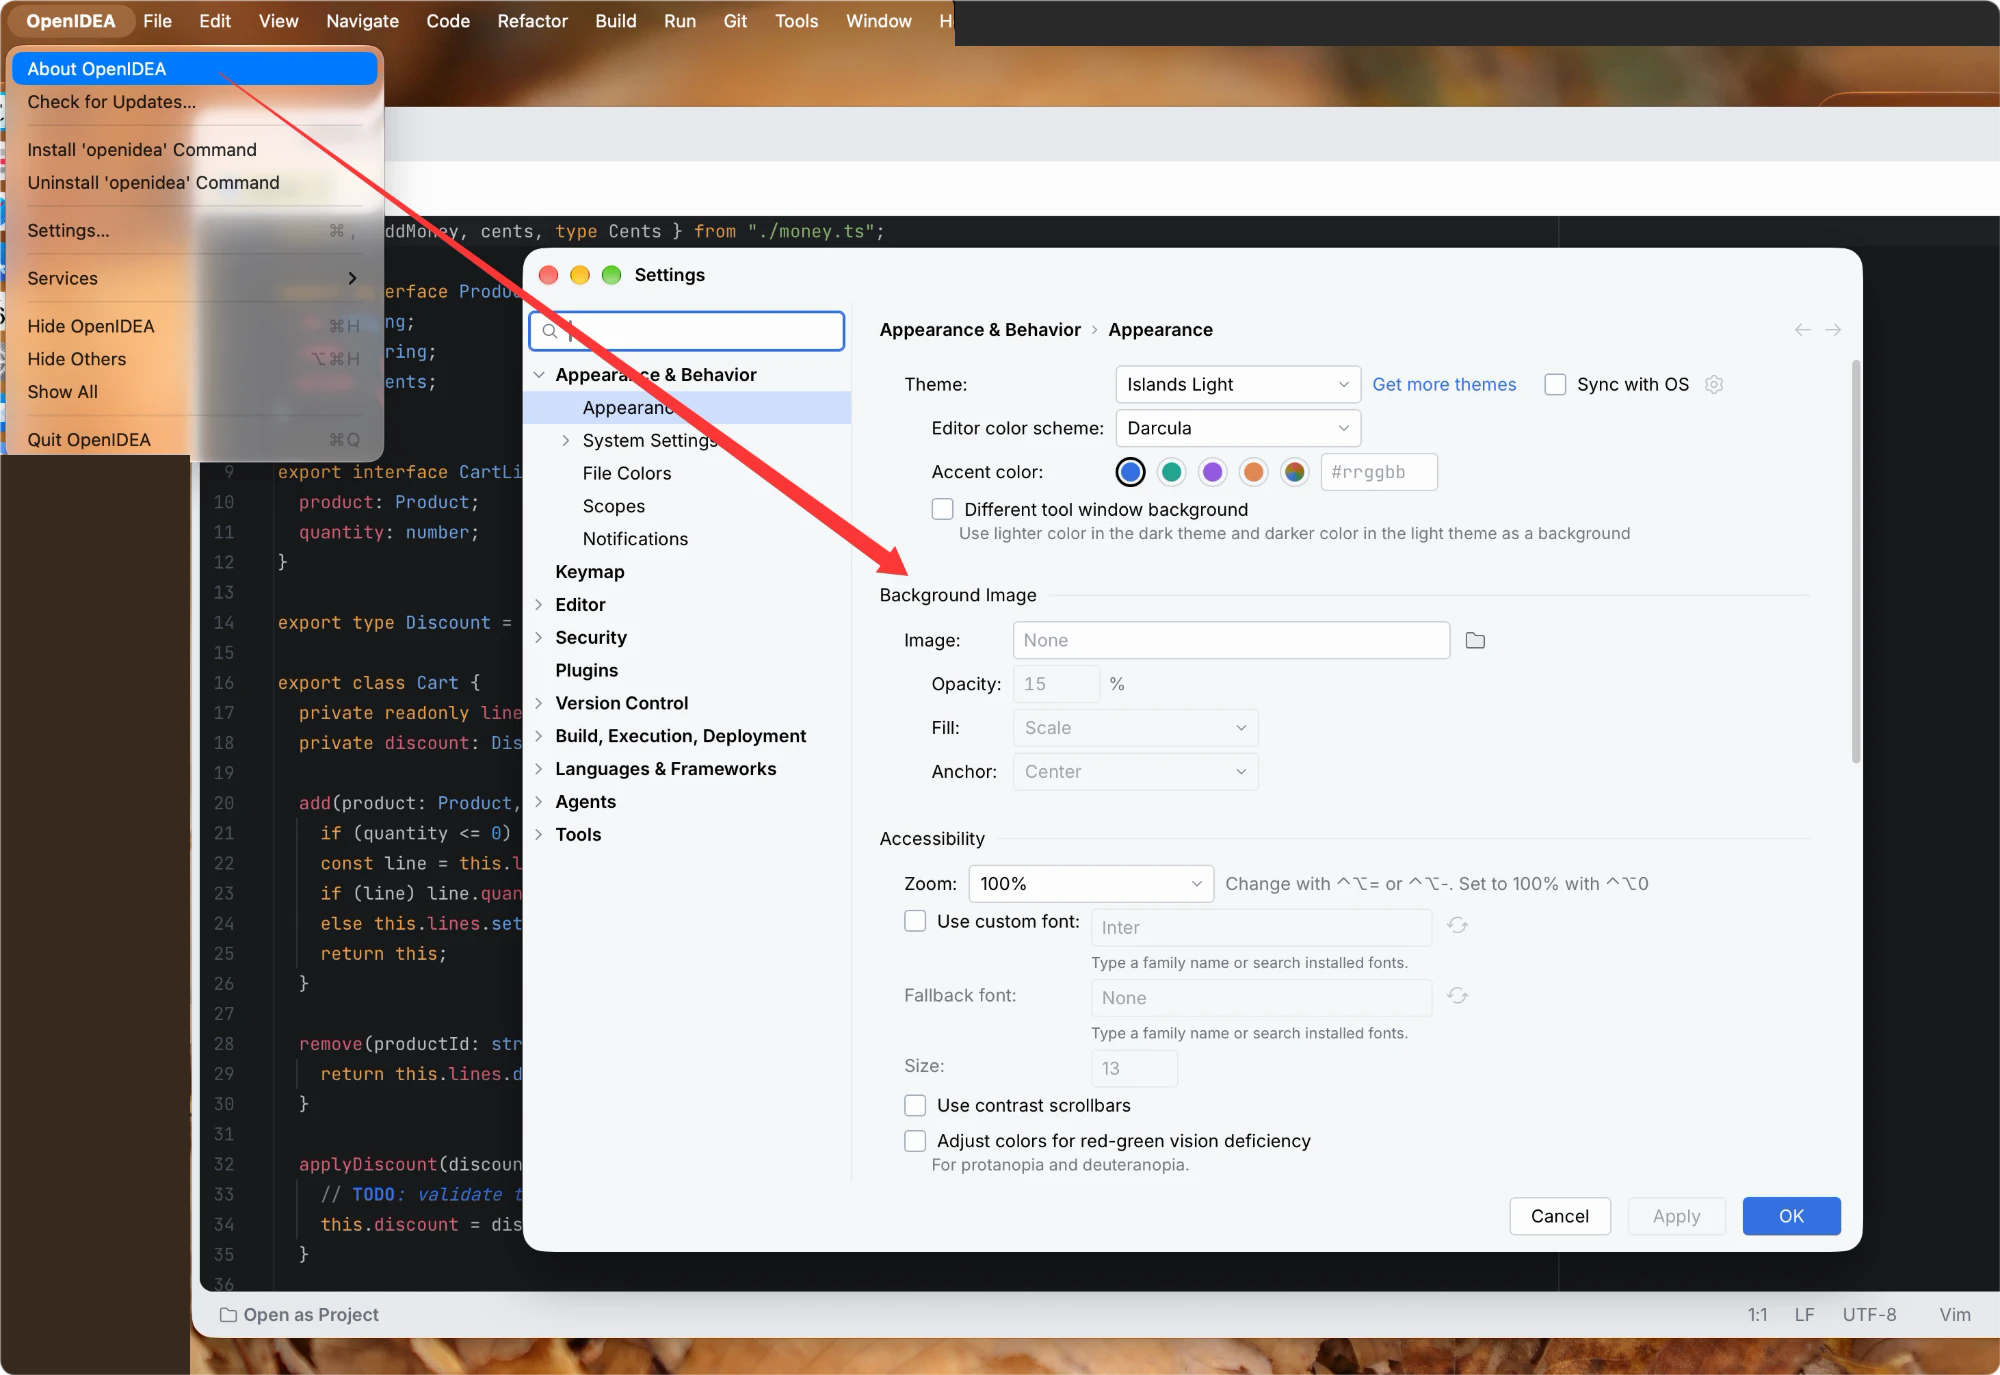 OpenIDEA File Edit View Navigate Code Refactor Build Run Git Tools Window
About OpenIDEA
Check for Updates...
Install 'openidea' Command
Uninstall 'openidea' Command
Settings... ⌘ ,
Services
Hide OpenIDEA ⌘H
Hide Others ⌥⌘H
Show All
Quit OpenIDEA ⌘Q
ddMoney, cents, type Cents } from "./money.ts";
erface Produ
ng;
ring;
ents;
9 export interface CartLi
10 product: Product;
11 quantity: number;
12 }
13
14 export type Discount =
15
16 export class Cart {
17 private readonly line
18 private discount: Dis
19
20 add(product: Product,
21 if (quantity <= 0)
22 const line = this.l
23 if (line) line.quan
24 else this.lines.set
25 return this;
26 }
27
28 remove(productId: str
29 return this.lines.d
30 }
31
32 applyDiscount(discoun
33 // TODO: validate t
34 this.discount = dis
35 }
36
Settings
Appearance & Behavior
Appearance
System Settings
File Colors
Scopes
Notifications
Keymap
Editor
Security
Plugins
Version Control
Build, Execution, Deployment
Languages & Frameworks
Agents
Tools
Appearance & Behavior › Appearance
Theme: Islands Light Get more themes Sync with OS
Editor color scheme: Darcula
Accent color: #rrggbb
Different tool window background
Use lighter color in the dark theme and darker color in the light theme as a background
Background Image
Image: None
Opacity: 15 %
Fill: Scale
Anchor: Center
Accessibility
Zoom: 100% Change with ^⌥= or ^⌥-. Set to 100% with ^⌥0
Use custom font: Inter
Type a family name or search installed fonts.
Fallback font: None
Type a family name or search installed fonts.
Size: 13
Use contrast scrollbars
Adjust colors for red-green vision deficiency
For protanopia and deuteranopia.
Cancel Apply OK
Open as Project 1:1 LF UTF-8 Vim